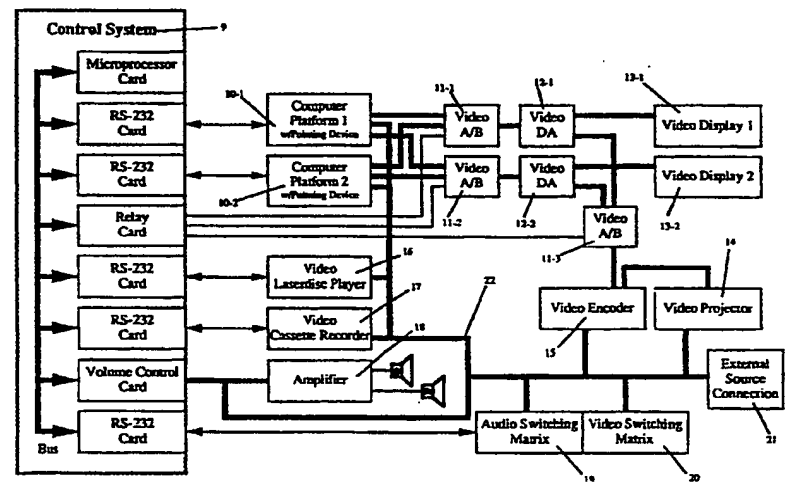 Control System
9
Microprocessor
Card
RS-232
Card
RS-232
Card
Relay
Card
RS-232
Card
RS-232
Card
Volume Control
Card
RS-232
Card
Bus
10-1
Computer
Platform 1
w/Pointing Device
Computer
Platform 2
w/Pointing Device
10-2
11-1
Video
A/B
Video
A/B
11-2
12-1
Video
DA
Video
DA
12-2
13-1
Video Display 1
Video Display 2
13-2
Video
A/B
11-3
16
Video
Laserdisc Player
17
Video
Cassette Recorder
18
Amplifier
22
14
Video Encoder
15
Video Projector
External
Source
Connection
21
Audio Switching
Matrix
19
Video Switching
Matrix
20